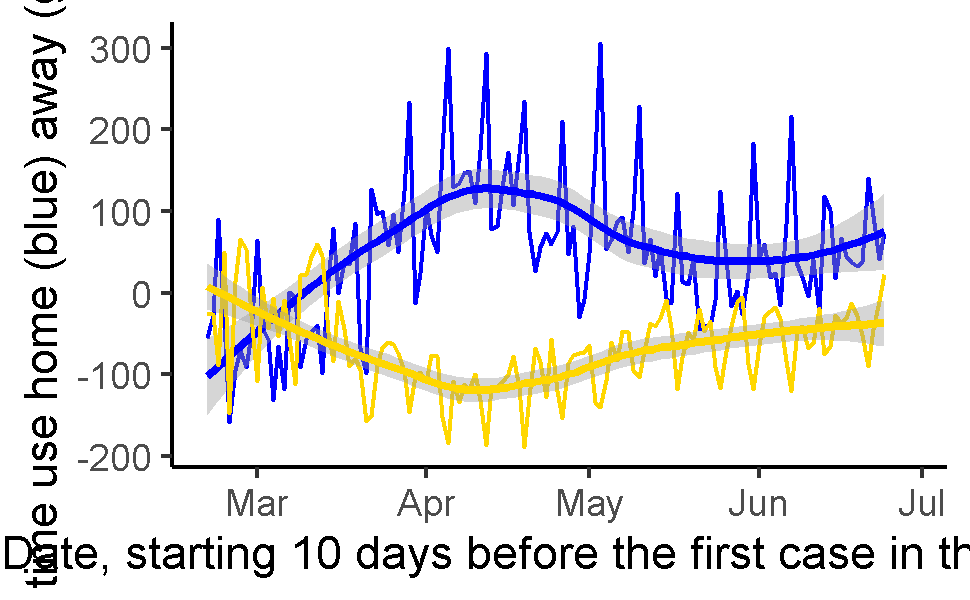 time use home (blue) away (
300
200
100
0
-100
-200
Mar Apr May Jun Jul
Date, starting 10 days before the first case in th